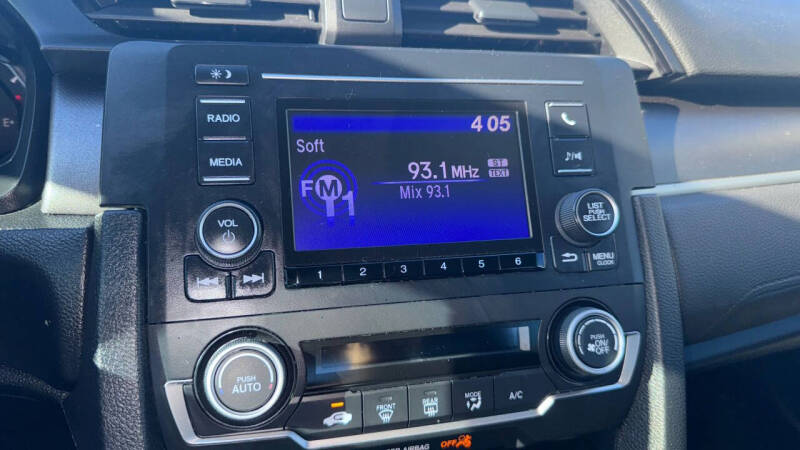 4 05
Soft
RADIO
MEDIA
93.1 MHz
ST
TEXT
FM
1
Mix 93.1
VOL
LIST
PUSH
SELECT
MENU
CLOCK
1 2 3 4 5 6
PUSH
AUTO
PUSH
ON/
OFF
FRONT
REAR
MODE
A/C
AIRBAG
OFF
E